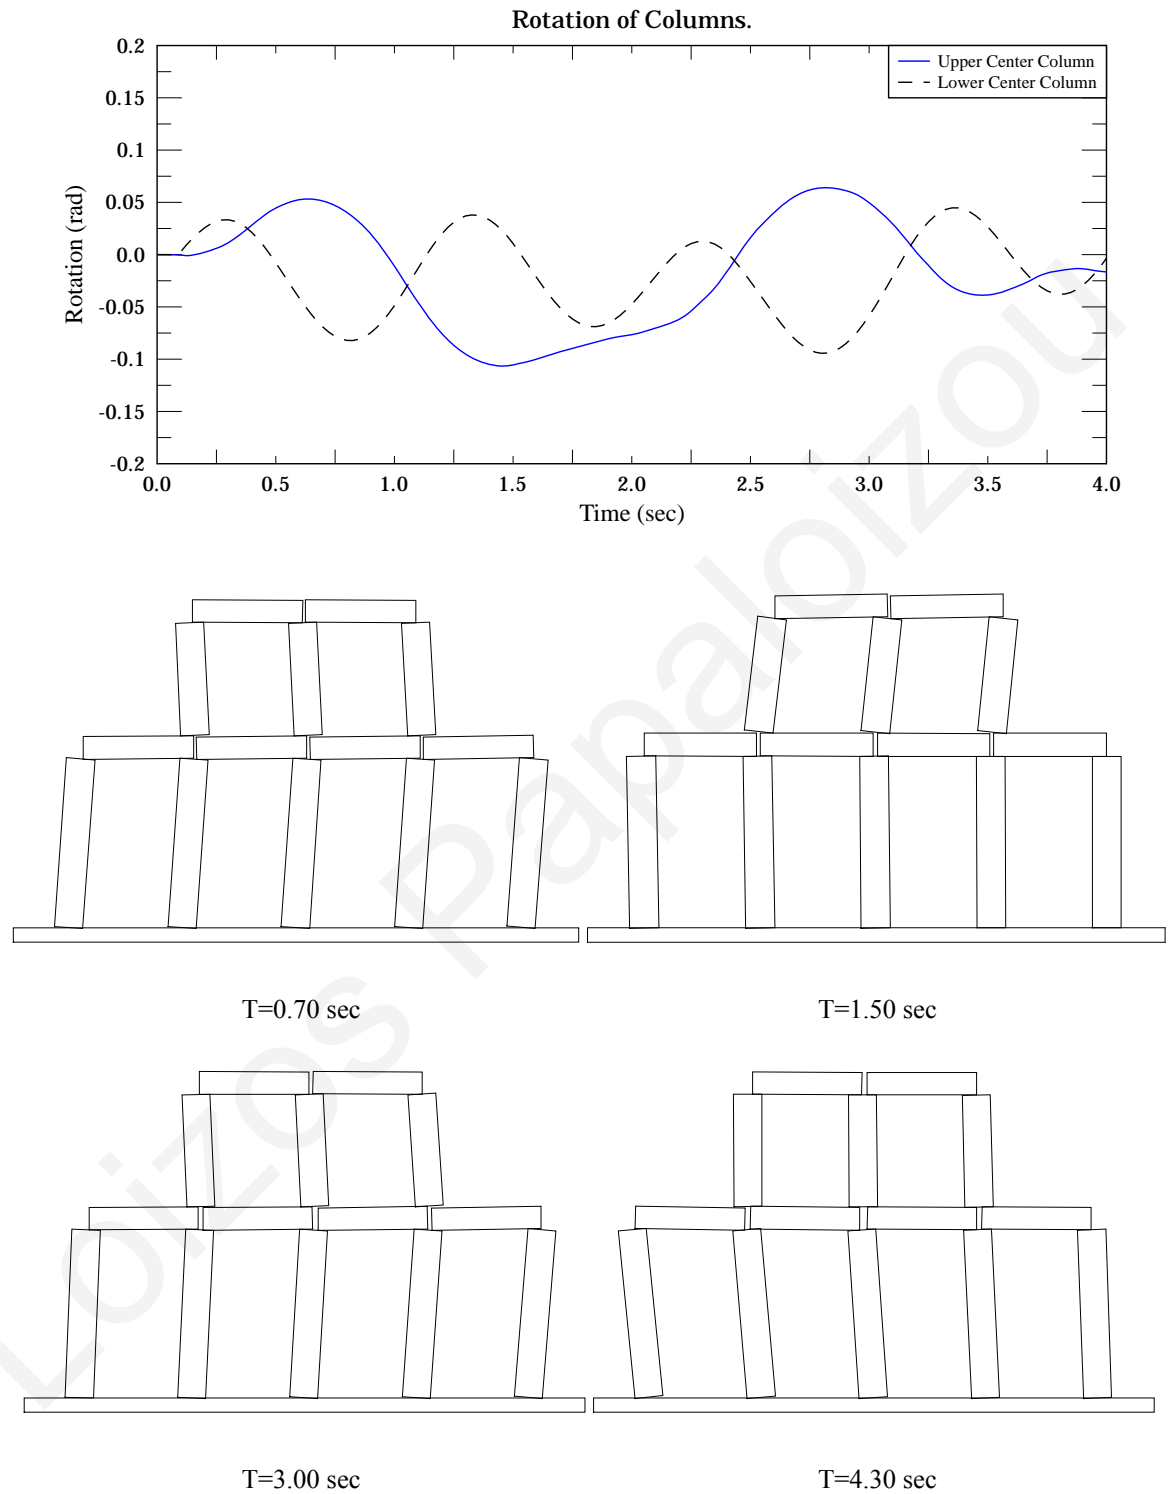 Rotation of Columns.
0.2
0.15
0.1
0.05
0.0
-0.05
-0.1
-0.15
-0.2
Rotation (rad)
Upper Center Column
Lower Center Column
0.0 0.5 1.0 1.5 2.0 2.5 3.0 3.5 4.0
Time (sec)
T=0.70 sec
T=1.50 sec
T=3.00 sec
T=4.30 sec
Loizos Papaloizou